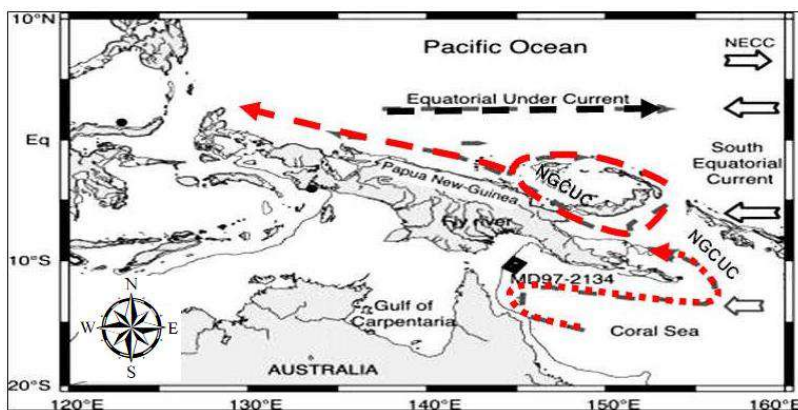 10°N
Pacific Ocean
NECC
Equatorial Under Current
Eq
South
Equatorial
Current
Papua New-Guinea
NGCUC
Fly river
NGCUC
10°S
MD97-2134
N
W E
S
Gulf of
Carpentaria
Coral Sea
AUSTRALIA
20°S
120°E 130°E 140°E 150°E 160°E